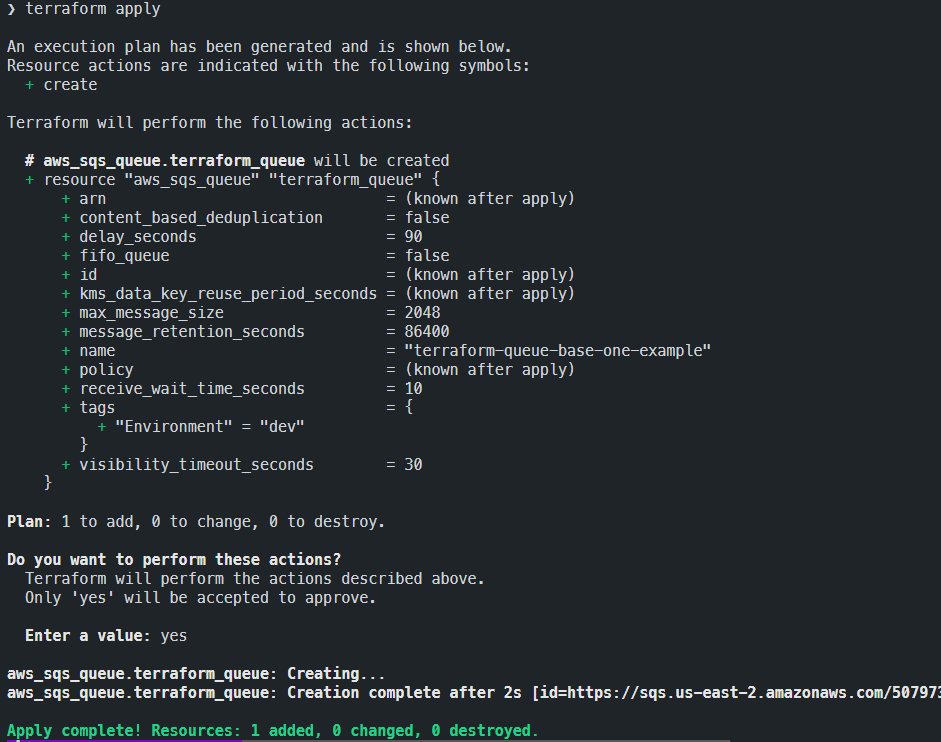 ❯ terraform apply
An execution plan has been generated and is shown below.
Resource actions are indicated with the following symbols:
+ create
Terraform will perform the following actions:
# aws_sqs_queue.terraform_queue will be created
+ resource "aws_sqs_queue" "terraform_queue" {
+ arn = (known after apply)
+ content_based_deduplication = false
+ delay_seconds = 90
+ fifo_queue = false
+ id = (known after apply)
+ kms_data_key_reuse_period_seconds = (known after apply)
+ max_message_size = 2048
+ message_retention_seconds = 86400
+ name = "terraform-queue-base-one-example"
+ policy = (known after apply)
+ receive_wait_time_seconds = 10
+ tags = {
+ "Environment" = "dev"
}
+ visibility_timeout_seconds = 30
}
Plan: 1 to add, 0 to change, 0 to destroy.
Do you want to perform these actions?
Terraform will perform the actions described above.
Only 'yes' will be accepted to approve.
Enter a value: yes
aws_sqs_queue.terraform_queue: Creating...
aws_sqs_queue.terraform_queue: Creation complete after 2s [id=https://sqs.us-east-2.amazonaws.com/507973
Apply complete! Resources: 1 added, 0 changed, 0 destroyed.